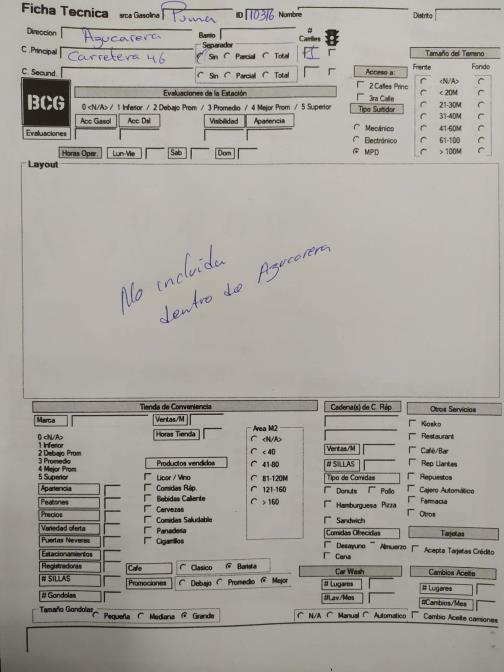 Ficha Tecnica srca Gasolina Puma ID 10316 Nombre Distrito
Direccion Azucarera Barrio # Carriles
C. Principal Carretera 46 Separador Sin Parcial Total 1
C. Secund. Sin Parcial Total
Tamaño del Terreno
Acceso a: Frente Fondo
2 Calles Princ
3ra Calle
Tipo Surtidor
Mecánico
Electrónico
MPD
<N/A>
< 20M
21-30M
31-40M
41-60M
61-100
> 100M
BCG
Evaluaciones de la Estación
0 <N/A> / 1 Inferior / 2 Debajo Prom / 3 Promedio / 4 Mejor Prom / 5 Superior
Acc Gasol Acc Dsl Visibilidad Apariencia
Evaluaciones
Horas Oper. Lun-Vie Sab Dom
Layout
No incluida
dentro de Azucarera
Tienda de Conveniencia
Marca Ventas/M
Horas Tienda
0 <N/A>
1 Inferior
2 Debajo Prom
3 Promedio
4 Mejor Prom
5 Superior
Apariencia
Peatones
Precios
Variedad oferta
Puertas Neveras
Estacionamientos
Registradoras
# SILLAS
# Gondolas
Productos vendidos
Licor / Vino
Comidas Ráp.
Bebidas Caliente
Cervezas
Comidas Saludable
Panaderia
Cigarrillos
Area M2
<N/A>
< 40
41-80
81-120M
121-160
> 160
Cafe Clasico Barista
Promociones Debajo Promedio Mejor
Tamaño Gondolar Pequeña Mediana Grande
Cadena(s) de C. Ráp.
Ventas/M
# SILLAS
Tipo de Comidas
Donuts Pollo
Hamburguesa Pizza
Sandwich
Comidas Ofrecidas
Desayuno Almuerzo
Cena
Car Wash
# Lugares
#Lav/Mes
N/A Manual Automatico
Otros Servicios
Kiosko
Restaurant
Café/Bar
Rep Llantas
Repuestos
Cajero Automático
Farmacia
Otros
Tarjetas
Acepta Tarjetas Crédito
Cambios Aceite
# Lugares
#Cambios/Mes
Cambio Aceite camiones